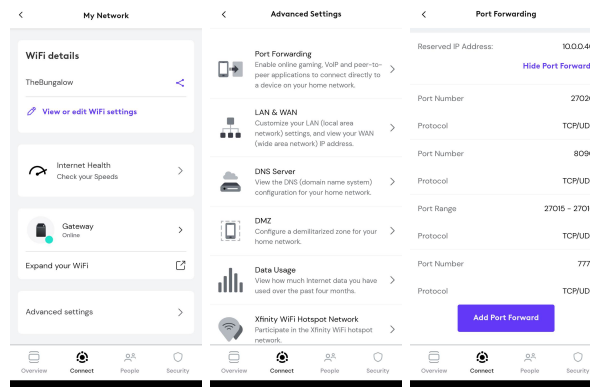 My Network
WiFi details
TheBungalow
View or edit WiFi settings
Internet Health
Check your Speeds
Gateway
Online
Expand your WiFi
Advanced settings
Overview
Connect
People
Security
Advanced Settings
Port Forwarding
Enable online gaming, VoIP and peer-to-
peer applications to connect directly to
a device on your home network.
LAN & WAN
Customize your LAN (local area
network) settings, and view your WAN
(wide area network) IP address.
DNS Server
View the DNS (domain name system)
configuration for your home network.
DMZ
Configure a demilitarized zone for your
home network.
Data Usage
View how much Internet data you have
used over the past four months.
Xfinity WiFi Hotspot Network
Participate in the Xfinity WiFi hotspot
network.
Overview
Connect
People
Security
Port Forwarding
Reserved IP Address:
Hide Port Forward
Port Number
Protocol
Port Number
Protocol
Port Range
Protocol
Port Number
Protocol
Add Port Forward
Overview
Connect
People
Security